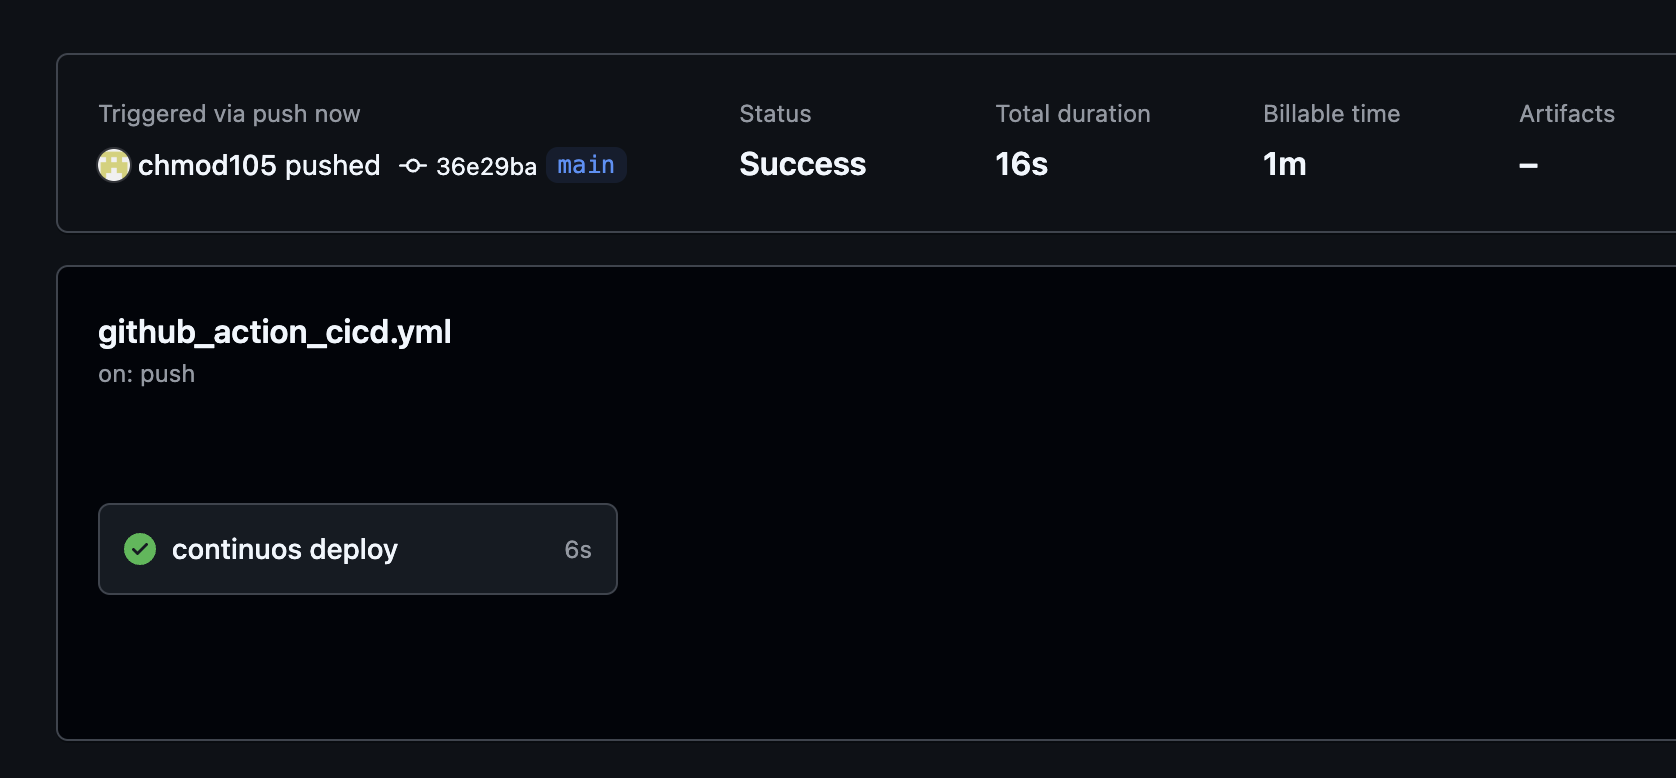 Triggered via push now
chmod105 pushed 36e29ba main
Status
Success
Total duration
16s
Billable time
1m
Artifacts
–
github_action_cicd.yml
on: push
continuos deploy 6s